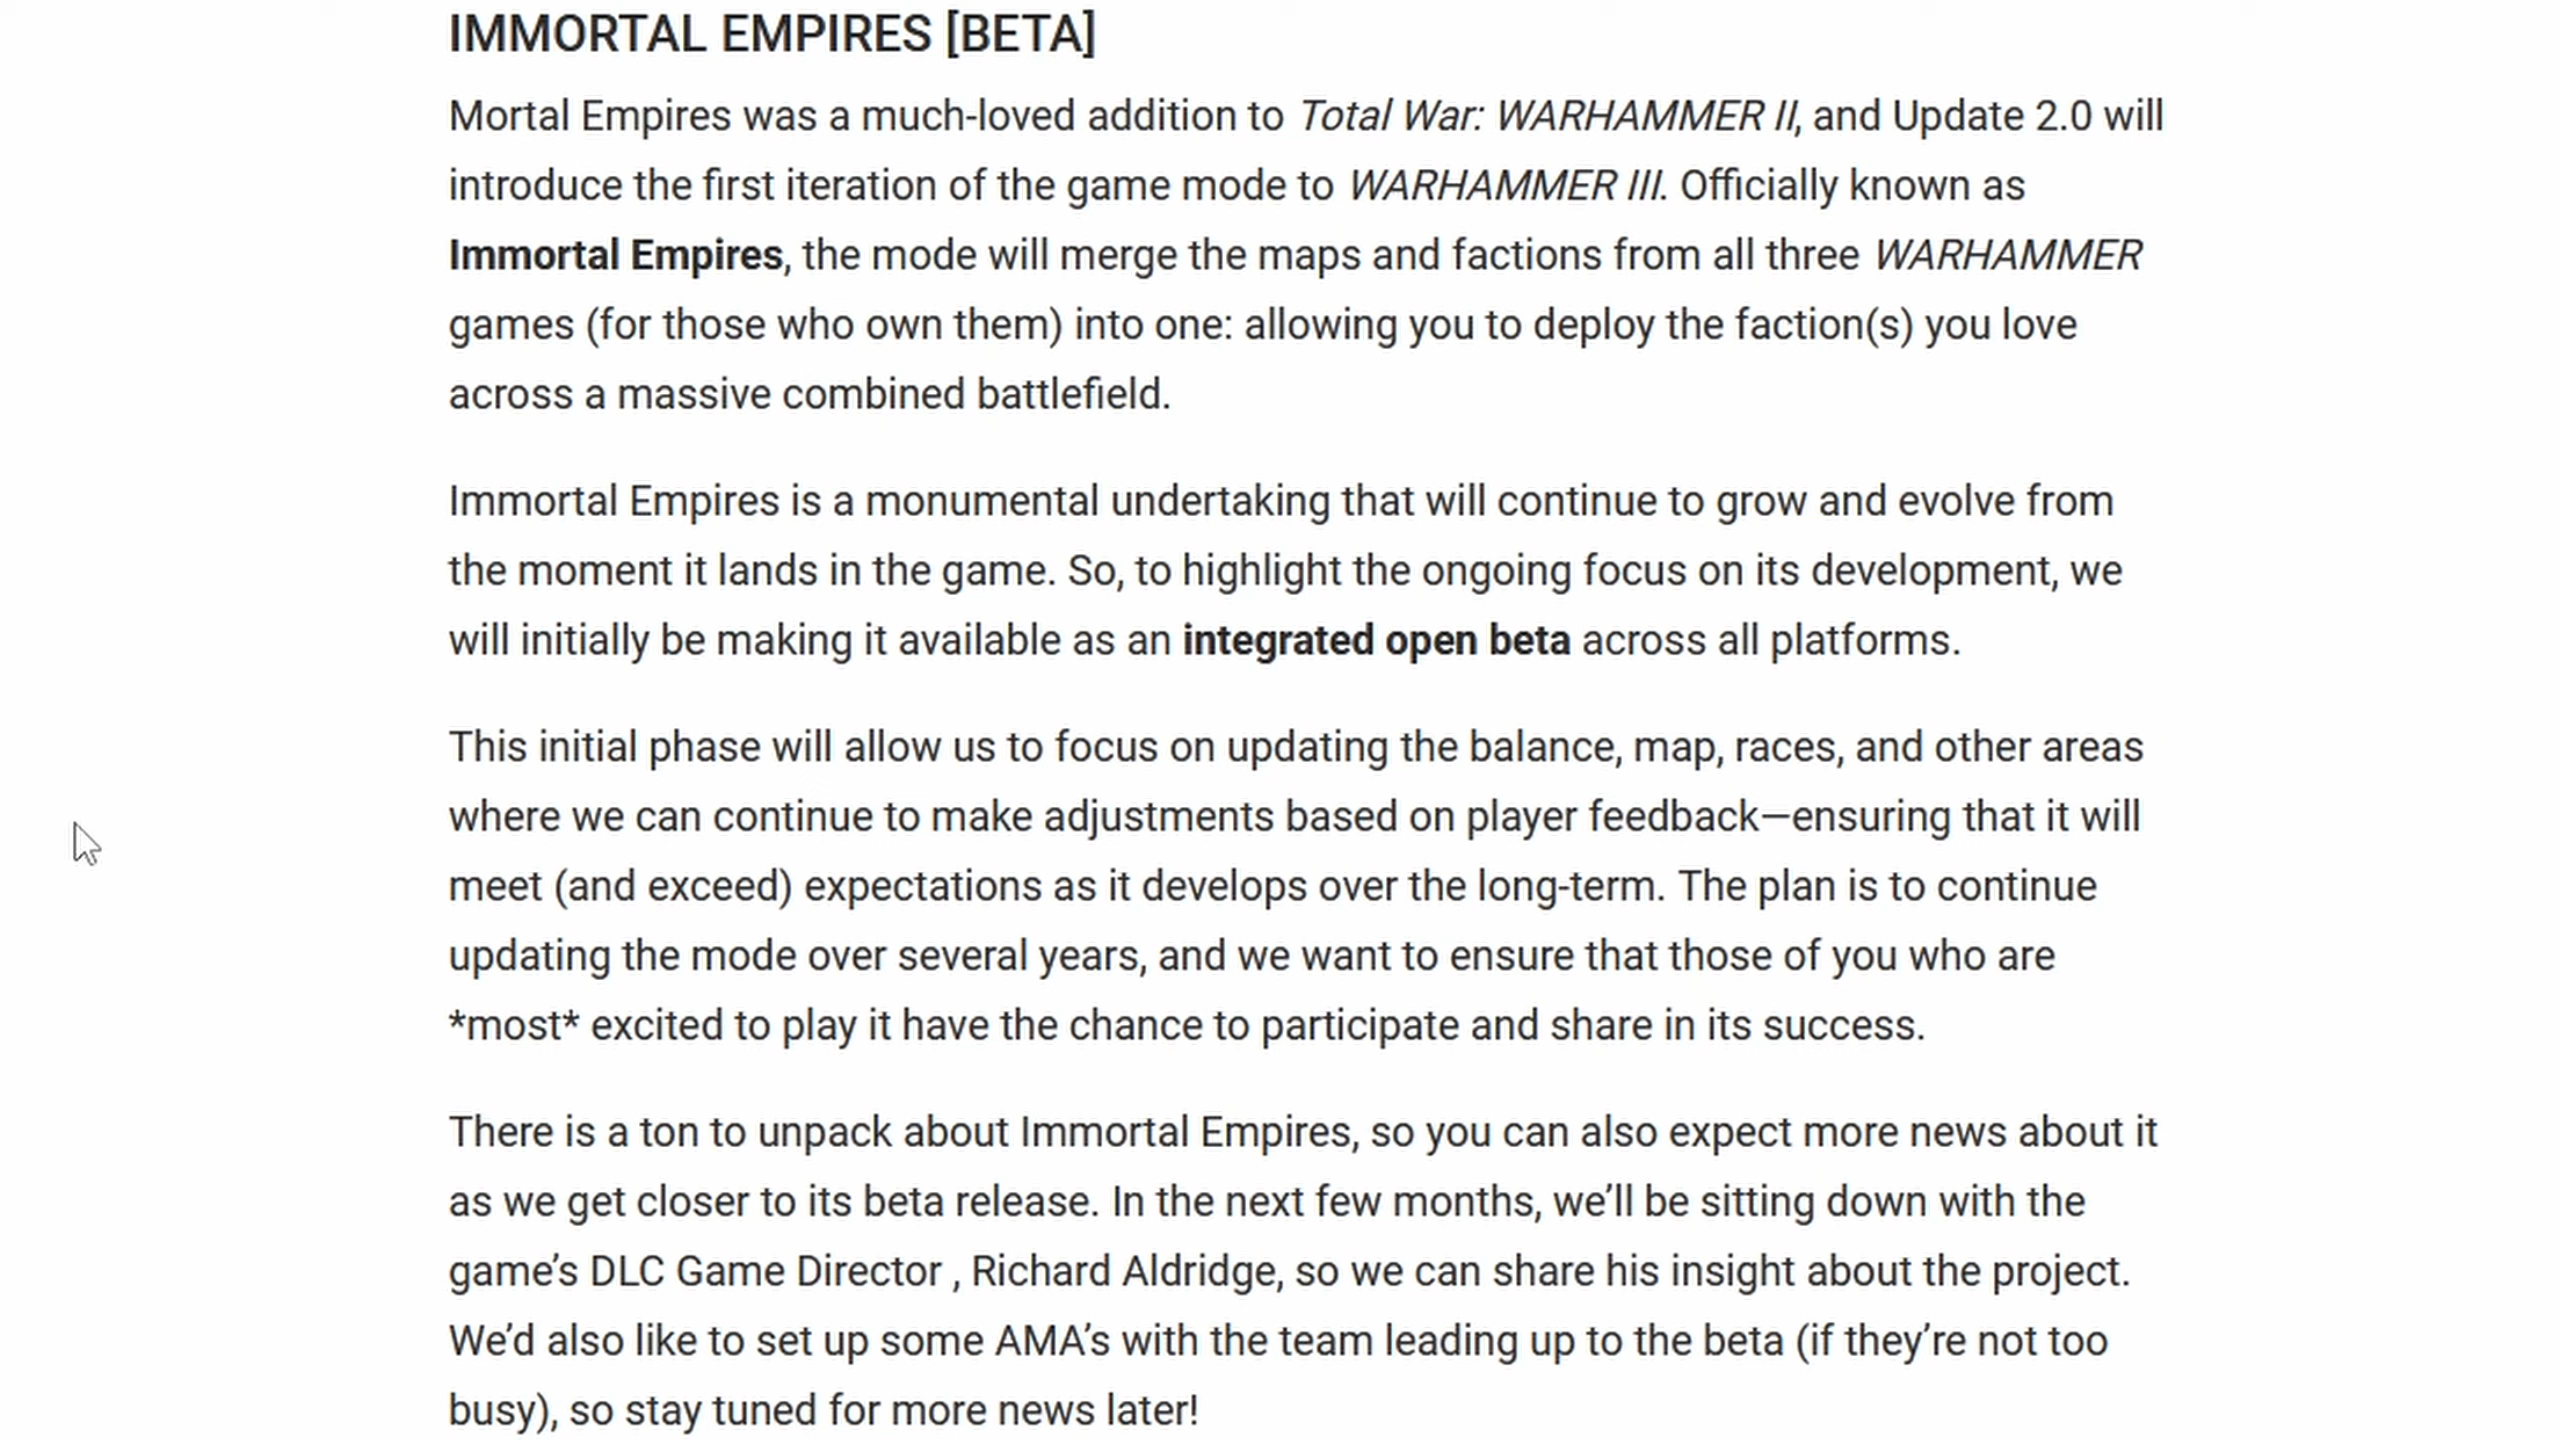 IMMORTAL EMPIRES [BETA]
Mortal Empires was a much-loved addition to Total War: WARHAMMER II, and Update 2.0 will
introduce the first iteration of the game mode to WARHAMMER III. Officially known as
Immortal Empires, the mode will merge the maps and factions from all three WARHAMMER
games (for those who own them) into one: allowing you to deploy the faction(s) you love
across a massive combined battlefield.
Immortal Empires is a monumental undertaking that will continue to grow and evolve from
the moment it lands in the game. So, to highlight the ongoing focus on its development, we
will initially be making it available as an integrated open beta across all platforms.
This initial phase will allow us to focus on updating the balance, map, races, and other areas
where we can continue to make adjustments based on player feedback—ensuring that it will
meet (and exceed) expectations as it develops over the long-term. The plan is to continue
updating the mode over several years, and we want to ensure that those of you who are
*most* excited to play it have the chance to participate and share in its success.
There is a ton to unpack about Immortal Empires, so you can also expect more news about it
as we get closer to its beta release. In the next few months, we’ll be sitting down with the
game’s DLC Game Director , Richard Aldridge, so we can share his insight about the project.
We’d also like to set up some AMA’s with the team leading up to the beta (if they’re not too
busy), so stay tuned for more news later!